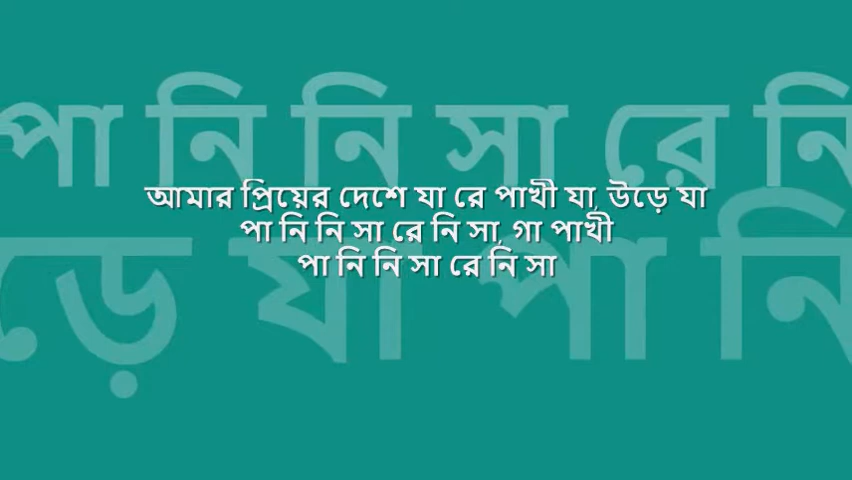 পা নি নি সা রে নি
আমার প্রিয়ের দেশে যা রে পাখী যা, উড়ে যা
পা নি নি সা রে নি সা, গা পাখী
পা নি নি সা রে নি সা
ড়ে যা পা নি